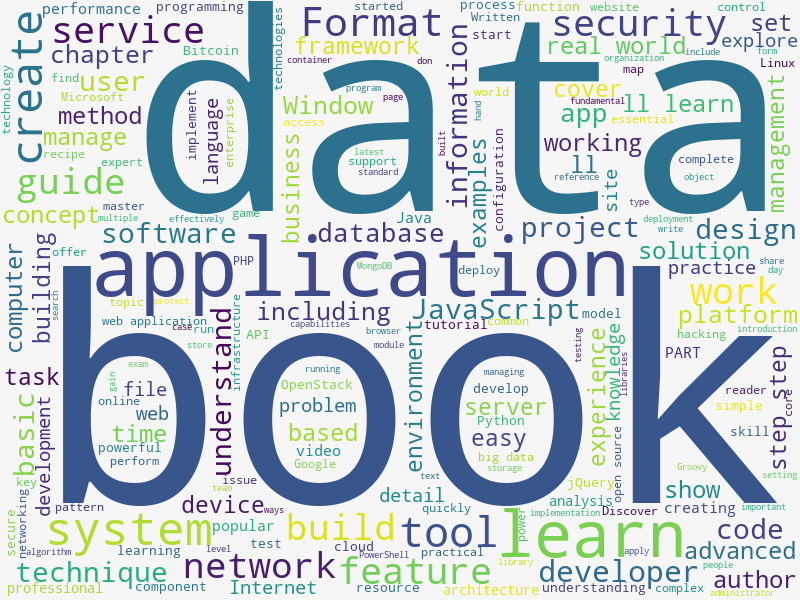 data
book
application
learn
system
create
service
Format
security
set
explore
performance
programming
process
started
function
website
control
Written
start
technologies
technology
chapter
Bitcoin
framework
real world
Linux
include
organization
map
form
container
don
user
find
Microsoft
method
manage
recipe
expert
implement
language
enterprise
Window
access
program
page
latest
support
standard
information
built
hand
world
cover
fundamental
ll learn
app
essential
working
ll
complete
reference
object
site
type
management
examples
configuration
business
guide
concept
master
multiple
effectively
game
Java
software
database
project
deployment
write
design
solution
computer
building
offer
search
PHP
MongoDB
deploy
practice
share
day
work
platform
introduction
topic
protect
including
JavaScript
model
hacking
web application
case
run
store
API
infrastructure
understand
capabilities
browser
module
tutorial
common
testing
environment
experience
knowledge
libraries
PART
reader
simple
core
step step
skill
task
basic
development
exam
gain
file
online
web
time
powerful
perform
running
OpenStack
problem
based
video
Google
managing
develop
server
Python
easy
big data
storage
open source
Groovy
setting
key
pattern
issue
team
text
jQuery
analysis
show
device
ways
detail
quickly
power
implementation
Discover
creating
important
secure
networking
algorithm
popular
build
tool
code
learning
level
test
cloud
PowerShell
practical
library
apply
people
advanced
technique
network
feature
developer
author
professional
component
Internet
resource
architecture
understanding
complex
administrator